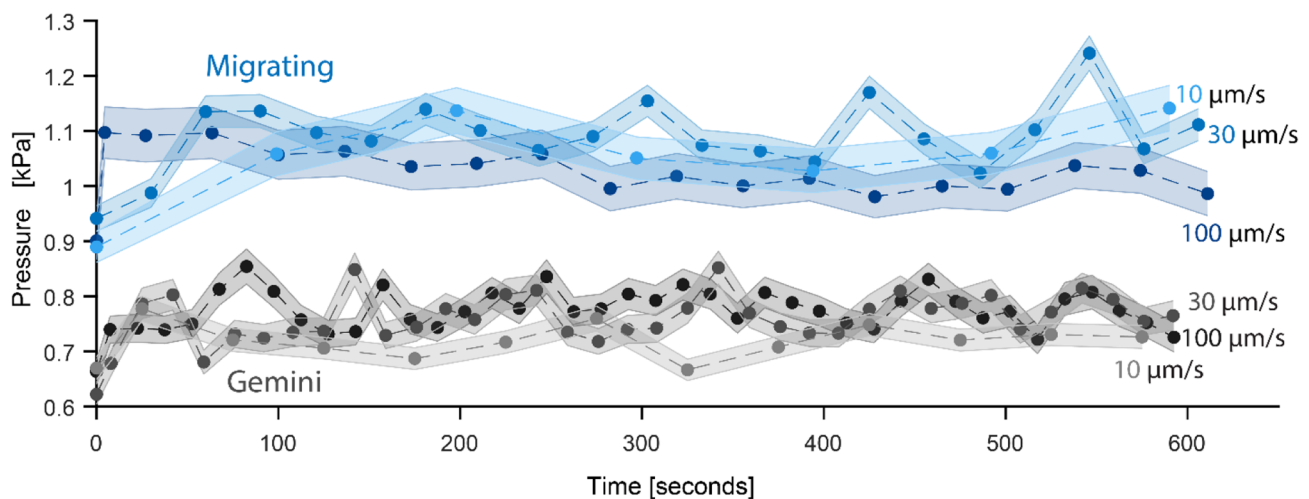 1.3
Migrating
1.2
10 μm/s
1.1
30 μm/s
1
0.9
100 μm/s
Pressure [kPa]
0.8
30 μm/s
100 μm/s
0.7
10 μm/s
Gemini
0.6
0 100 200 300 400 500 600
Time [seconds]